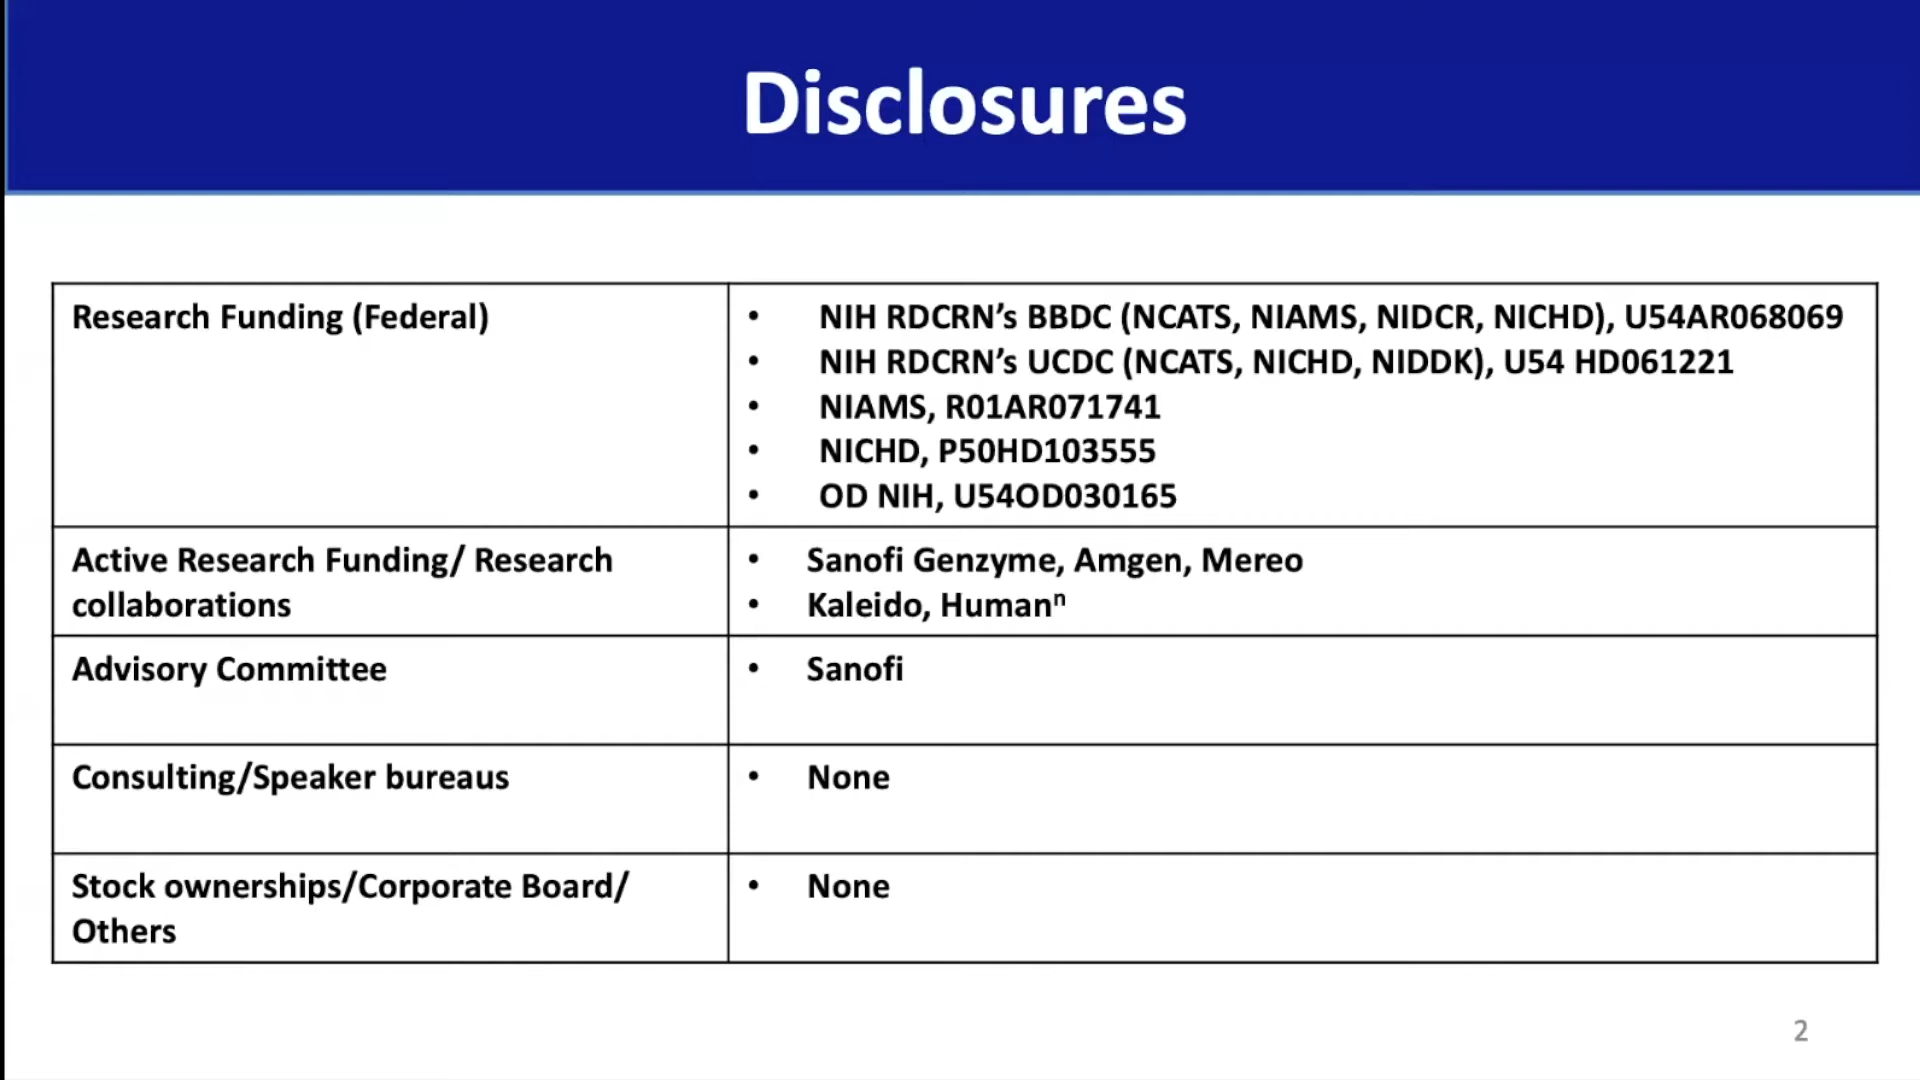 Disclosures
Research Funding (Federal)
• NIH RDCRN’s BBDC (NCATS, NIAMS, NIDCR, NICHD), U54AR068069
• NIH RDCRN’s UCDC (NCATS, NICHD, NIDDK), U54 HD061221
• NIAMS, R01AR071741
• NICHD, P50HD103555
• OD NIH, U54OD030165
Active Research Funding/ Research
collaborations
• Sanofi Genzyme, Amgen, Mereo
• Kaleido, Humanⁿ
Advisory Committee
• Sanofi
Consulting/Speaker bureaus
• None
Stock ownerships/Corporate Board/
Others
• None
2